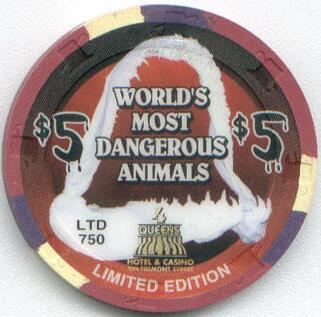 WORLD'S
MOST
DANGEROUS
ANIMALS
$5
$5
LTD
750
4
QUEENS
HOTEL & CASINO
ON FREMONT STREET
LIMITED EDITION